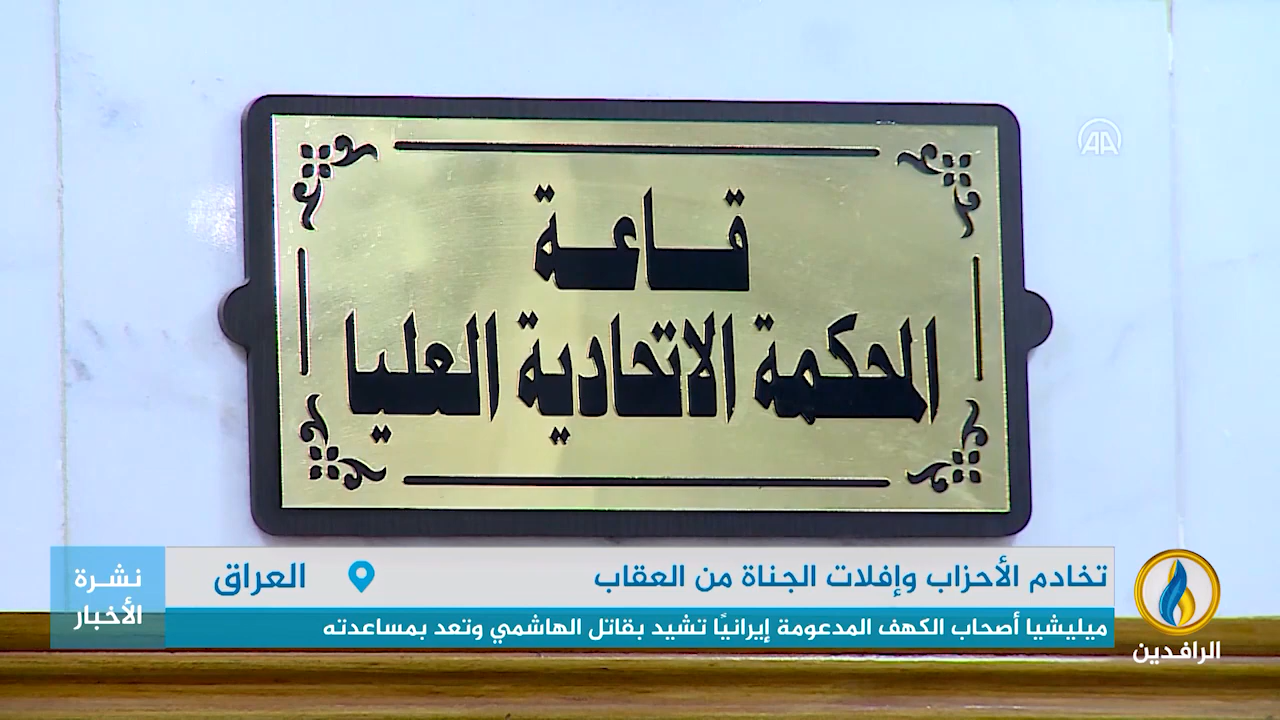 AA
قاعة
المحكمة الاتحادية العليا
تخادم الأحزاب وإفلات الجناة من العقاب
العراق
ميليشيا أصحاب الكهف المدعومة إيرانيًا تشيد بقاتل الهاشمي وتعد بمساعدته
نشرة
الأخبار
الرافدين